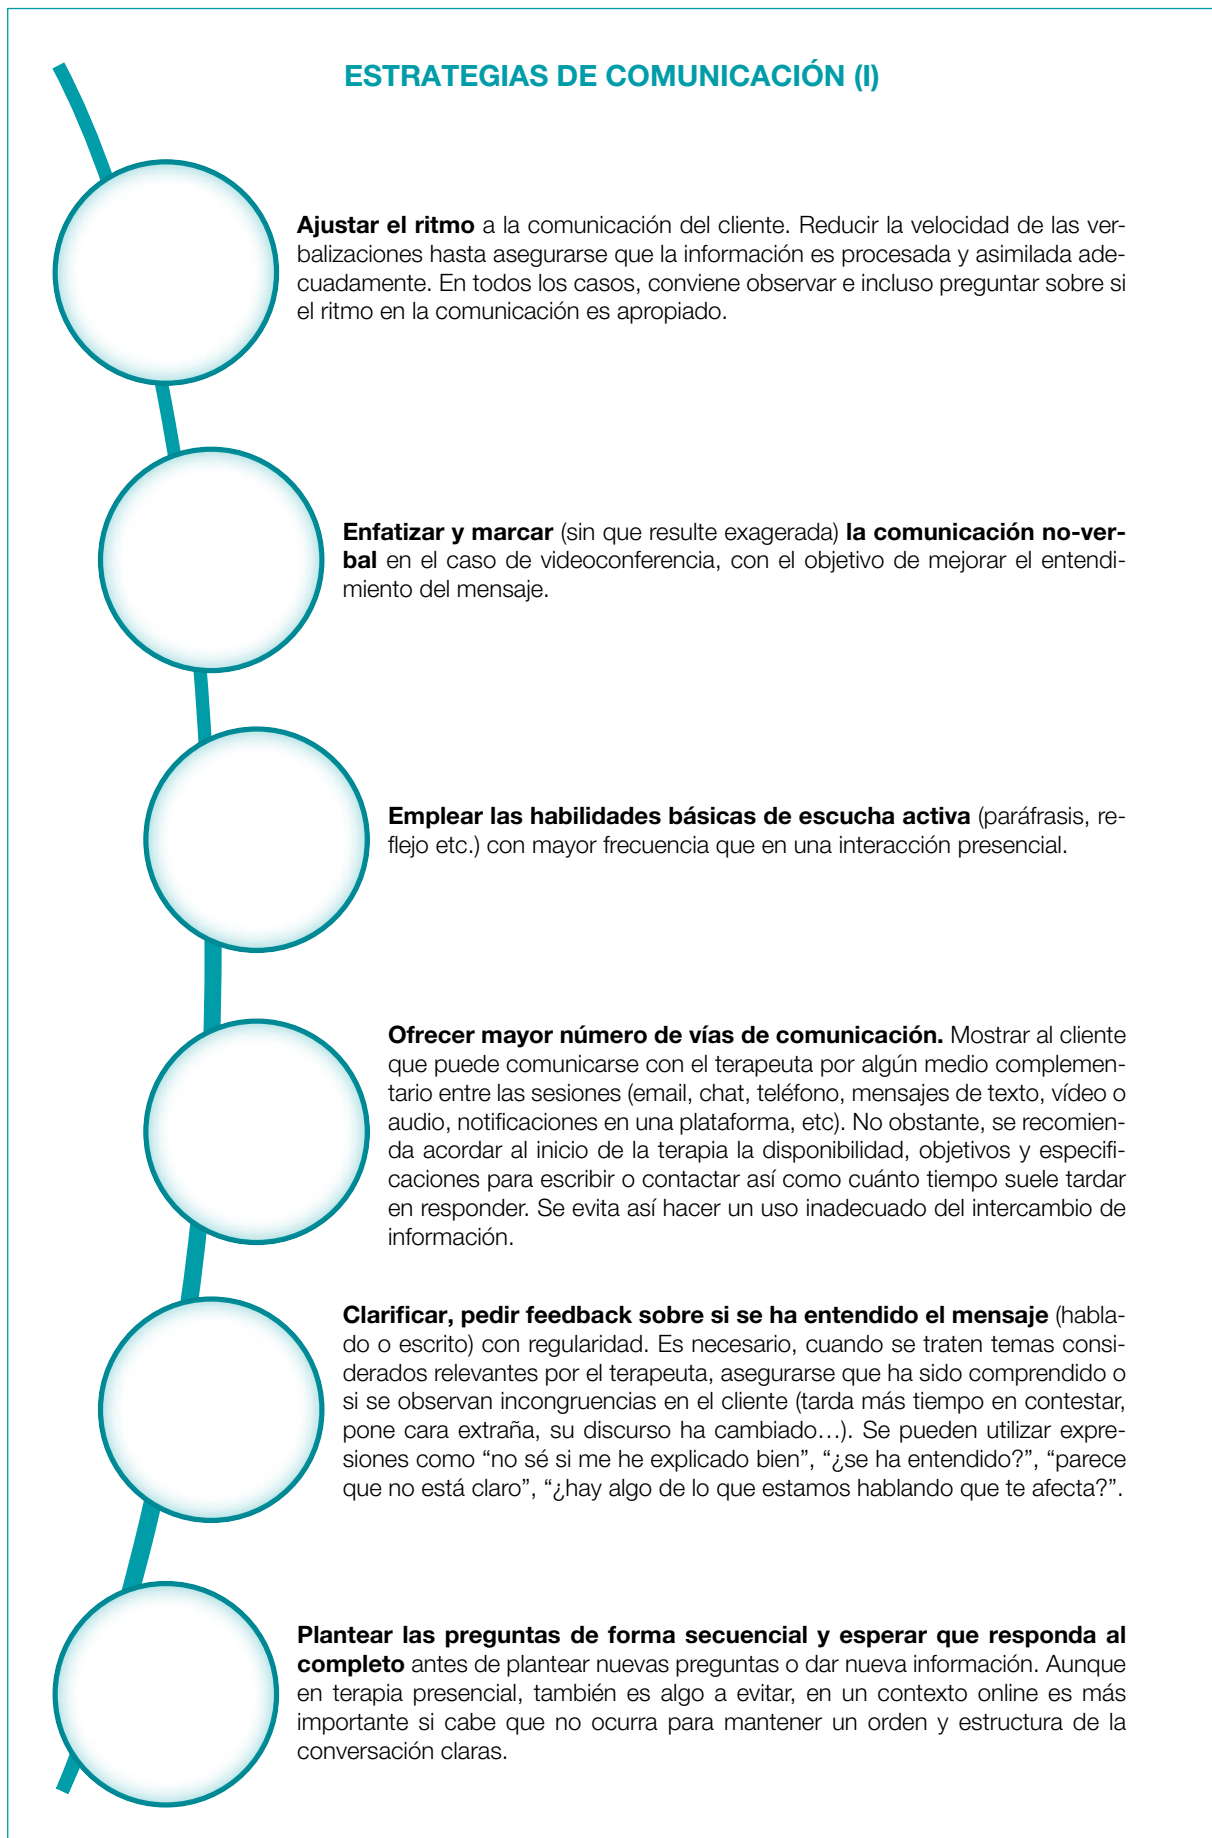 ESTRATEGIAS DE COMUNICACIÓN (I)
Ajustar el ritmo a la comunicación del cliente. Reducir la velocidad de las ver-
balizaciones hasta asegurarse que la información es procesada y asimilada ade-
cuadamente. En todos los casos, conviene observar e incluso preguntar sobre si
el ritmo en la comunicación es apropiado.
Enfatizar y marcar (sin que resulte exagerada) la comunicación no-ver-
bal en el caso de videoconferencia, con el objetivo de mejorar el entendi-
miento del mensaje.
Emplear las habilidades básicas de escucha activa (paráfrasis, re-
flejo etc.) con mayor frecuencia que en una interacción presencial.
Ofrecer mayor número de vías de comunicación. Mostrar al cliente
que puede comunicarse con el terapeuta por algún medio complemen-
tario entre las sesiones (email, chat, teléfono, mensajes de texto, vídeo o
audio, notificaciones en una plataforma, etc). No obstante, se recomien-
da acordar al inicio de la terapia la disponibilidad, objetivos y especifi-
caciones para escribir o contactar así como cuánto tiempo suele tardar
en responder. Se evita así hacer un uso inadecuado del intercambio de
información.
Clarificar, pedir feedback sobre si se ha entendido el mensaje (habla-
do o escrito) con regularidad. Es necesario, cuando se traten temas consi-
derados relevantes por el terapeuta, asegurarse que ha sido comprendido o
si se observan incongruencias en el cliente (tarda más tiempo en contestar,
pone cara extraña, su discurso ha cambiado…). Se pueden utilizar expre-
siones como “no sé si me he explicado bien”, “¿se ha entendido?”, “parece
que no está claro”, “¿hay algo de lo que estamos hablando que te afecta?”.
Plantear las preguntas de forma secuencial y esperar que responda al
completo antes de plantear nuevas preguntas o dar nueva información. Aunque
en terapia presencial, también es algo a evitar, en un contexto online es más
importante si cabe que no ocurra para mantener un orden y estructura de la
conversación claras.